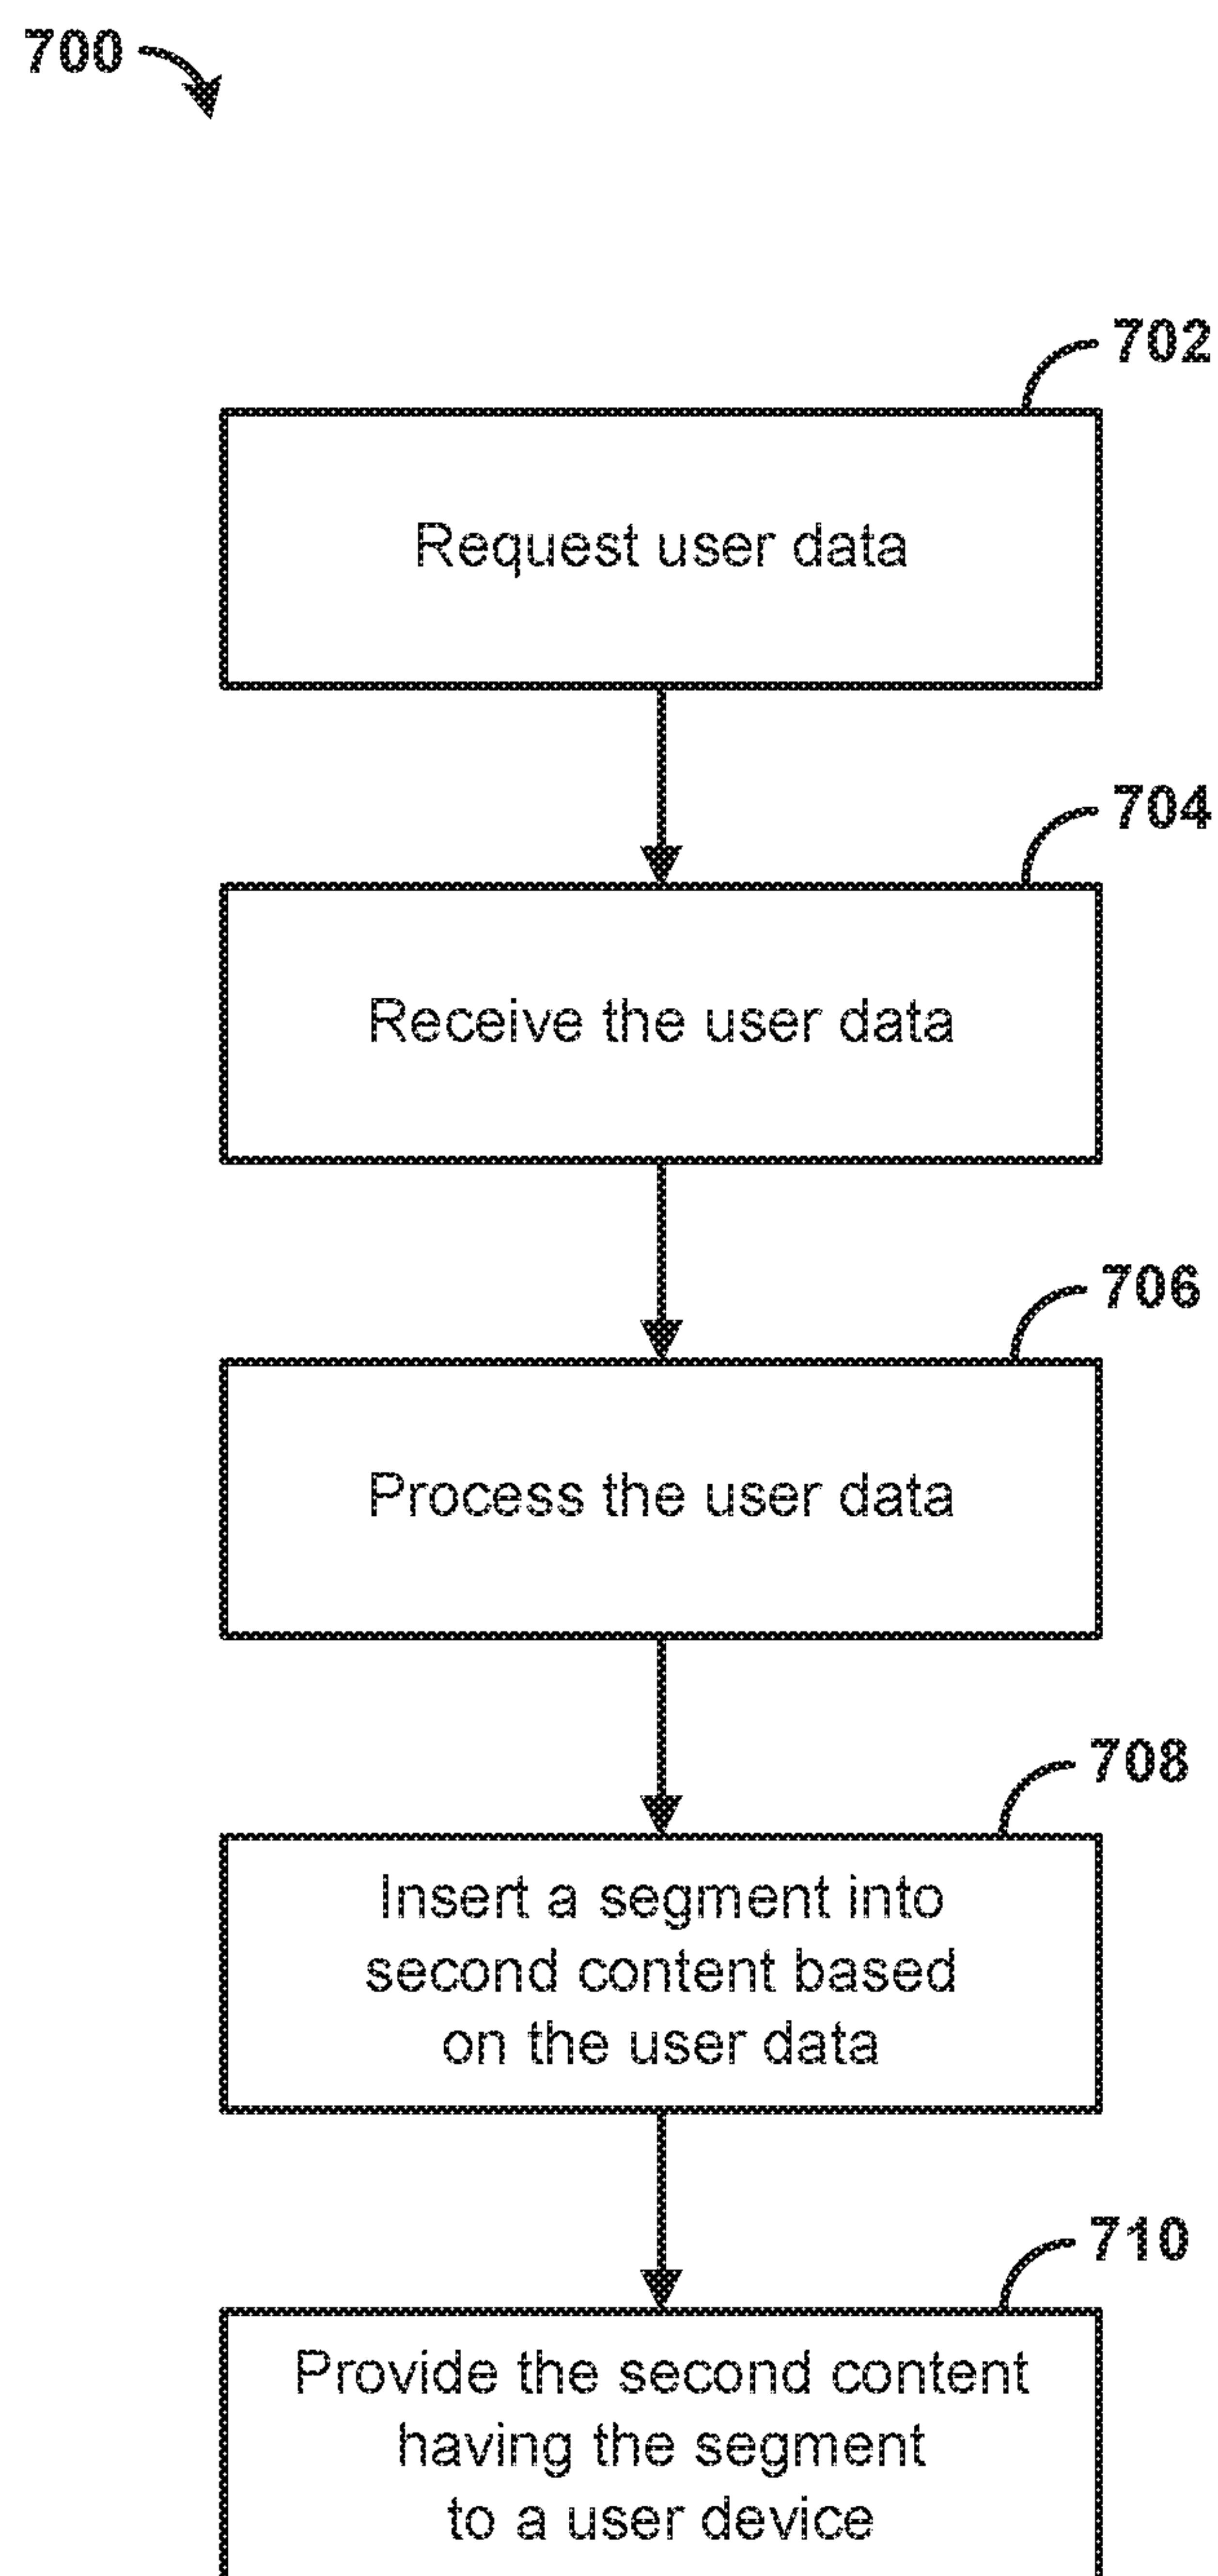 700
702
Request user data
704
Receive the user data
706
Process the user data
708
Insert a segment into
second content based
on the user data
710
Provide the second content
having the segment
to a user device